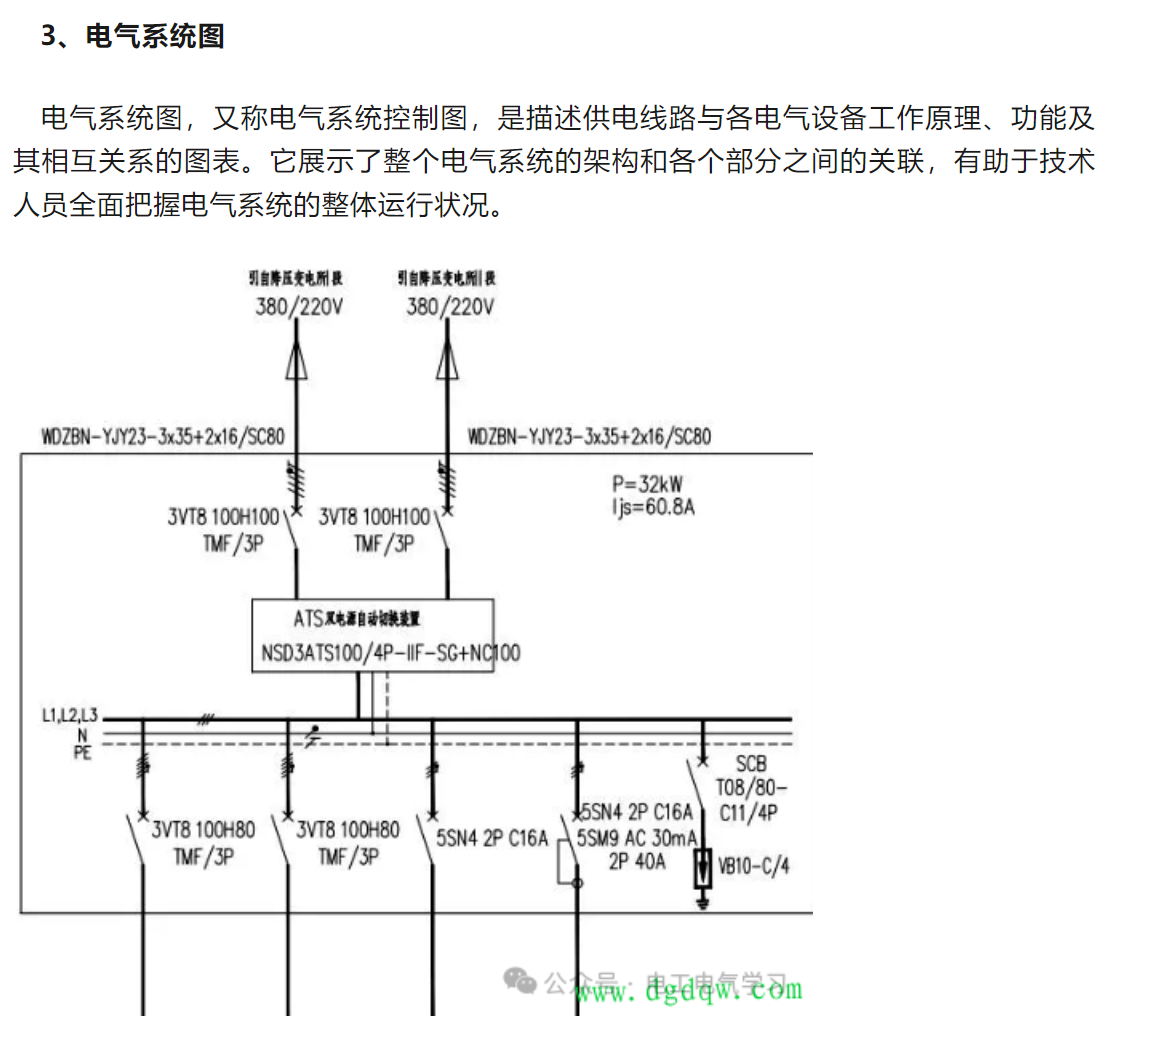 3、电气系统图
电气系统图，又称电气系统控制图，是描述供电线路与各电气设备工作原理、功能及
其相互关系的图表。它展示了整个电气系统的架构和各个部分之间的关联，有助于技术
人员全面把握电气系统的整体运行状况。
引自降压变电所I段
引自降压变电所II段
380/220V
380/220V
WDZBN-YJY23-3x35+2x16/SC80
WDZBN-YJY23-3x35+2x16/SC80
P=32kW
Ijs=60.8A
3VT8 100H100
TMF/3P
3VT8 100H100
TMF/3P
ATS双电源自动切换装置
NSD3ATS100/4P-IIF-SG+NC100
L1,L2,L3
N
PE
3VT8 100H80
TMF/3P
3VT8 100H80
TMF/3P
5SN4 2P C16A
5SN4 2P C16A
5SM9 AC 30mA
2P 40A
SCB
T08/80-
C11/4P
VB10-C/4
公众号 · 电工电气学习
www.dgdqw.com